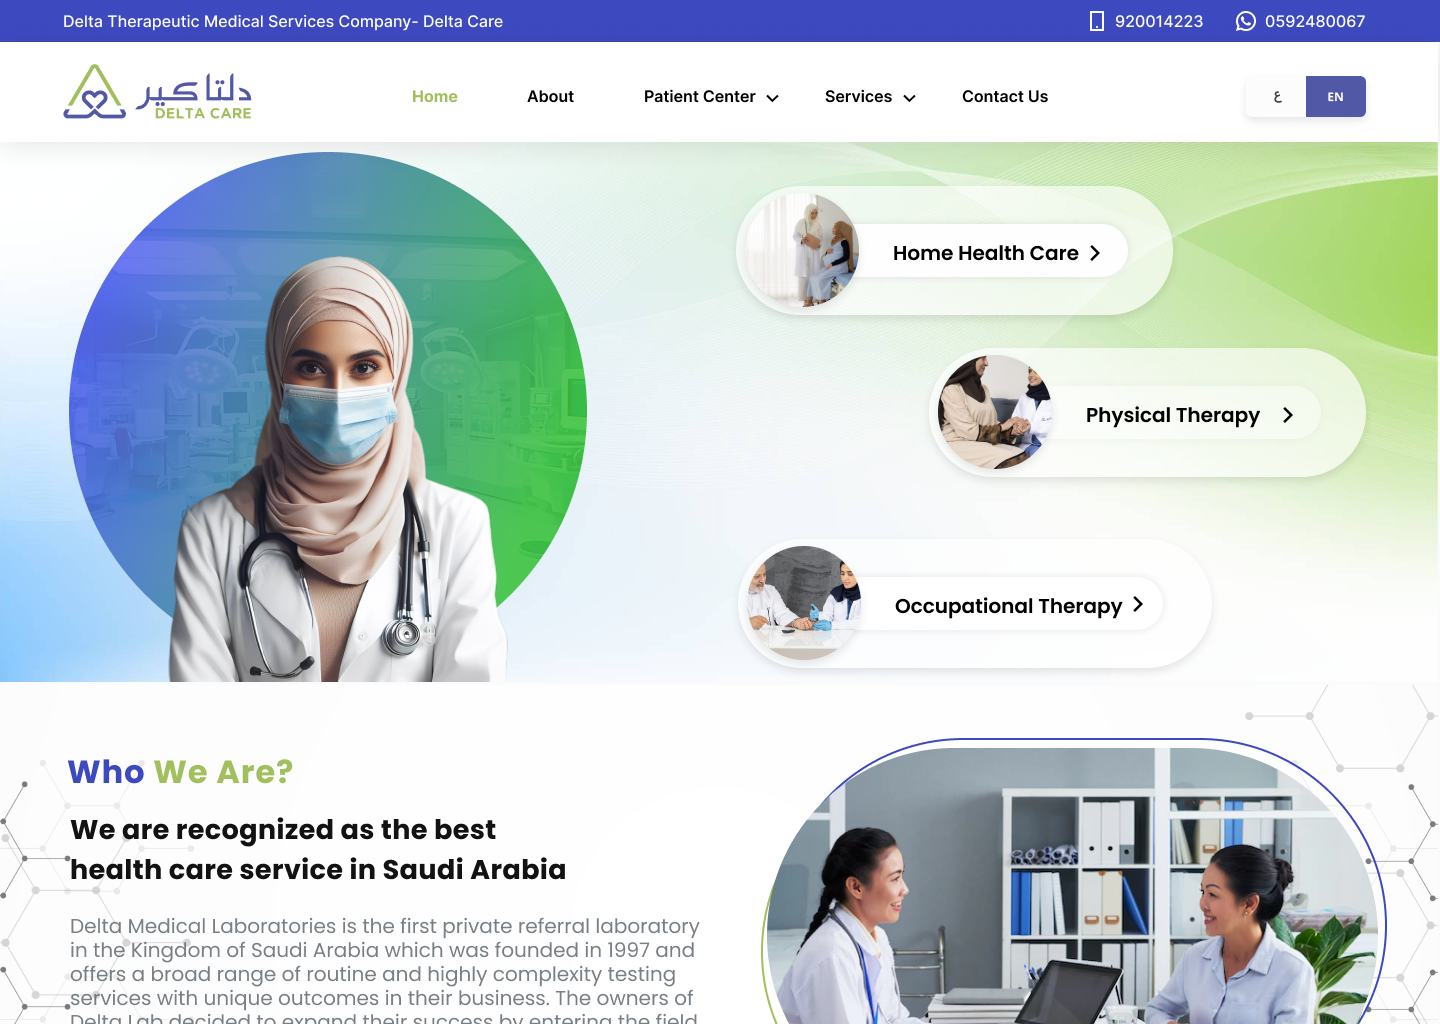 Delta Therapeutic Medical Services Company- Delta Care
920014223
0592480067
دلتا كير
DELTA CARE
Home
About
Patient Center
Services
Contact Us
ع
EN
Home Health Care
Physical Therapy
Occupational Therapy
Who We Are?
We are recognized as the best
health care service in Saudi Arabia
Delta Medical Laboratories is the first private referral laboratory
in the Kingdom of Saudi Arabia which was founded in 1997 and
offers a broad range of routine and highly complexity testing
services with unique outcomes in their business. The owners of
Delta Lab decided to expand their success by entering the field